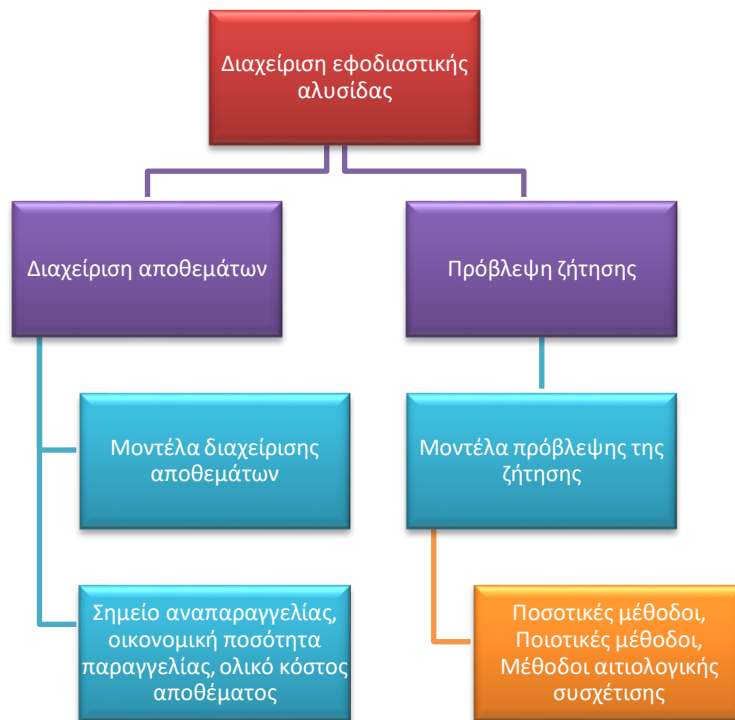 Διαχείριση εφοδιαστικής
αλυσίδας
Διαχείριση αποθεμάτων
Πρόβλεψη ζήτησης
Μοντέλα διαχείρισης
αποθεμάτων
Μοντέλα πρόβλεψης της
ζήτησης
Σημείο αναπαραγγελίας,
οικονομική ποσότητα
παραγγελίας, ολικό κόστος
αποθέματος
Ποσοτικές μέθοδοι,
Ποιοτικές μέθοδοι,
Μέθοδοι αιτιολογικής
συσχέτισης